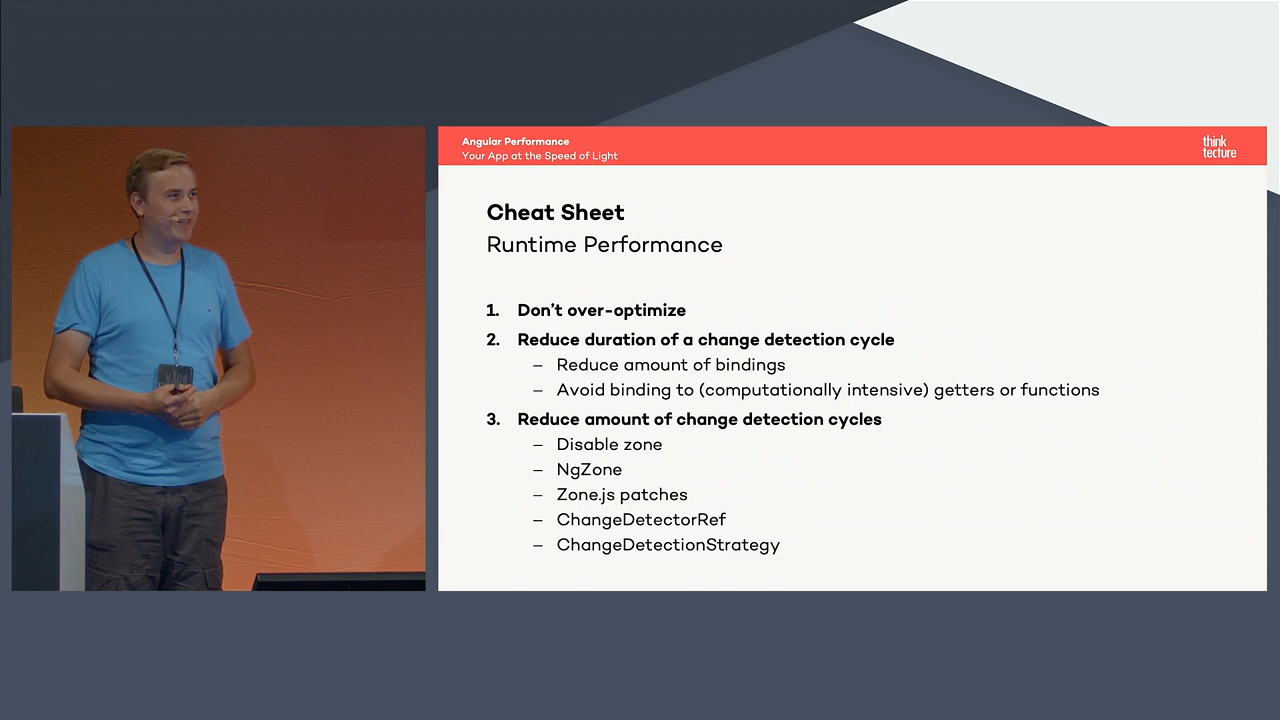 Angular Performance
Your App at the Speed of Light
think
tecture
Cheat Sheet
Runtime Performance
1. Don’t over-optimize
2. Reduce duration of a change detection cycle
– Reduce amount of bindings
– Avoid binding to (computationally intensive) getters or functions
3. Reduce amount of change detection cycles
– Disable zone
– NgZone
– Zone.js patches
– ChangeDetectorRef
– ChangeDetectionStrategy